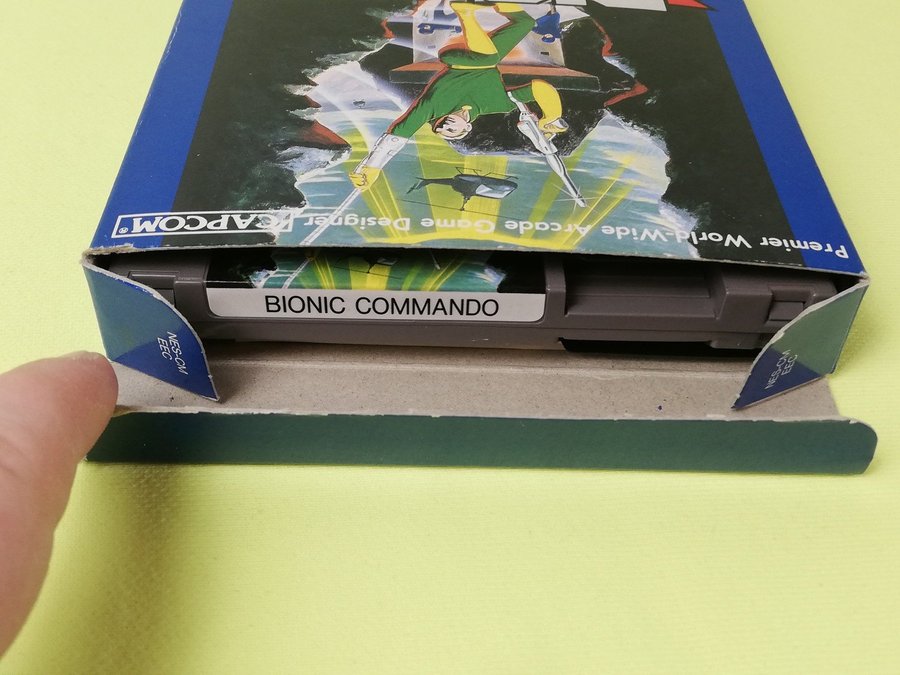 Premier World-Wide Arcade Game Designer CAPCOM®
BIONIC COMMANDO
NES-CM
EEC
NES-CM
EEC